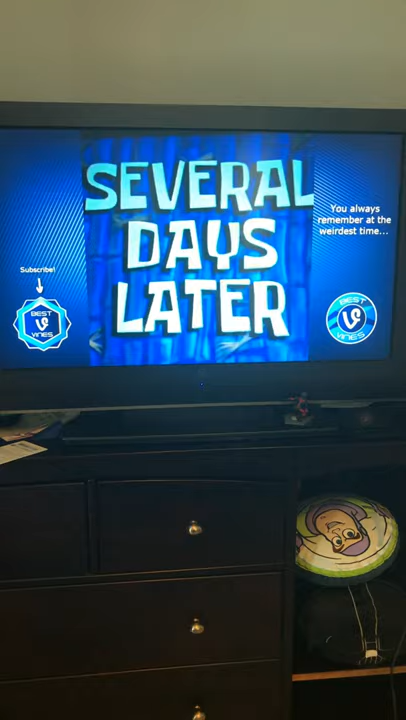 SEVERAL
DAYS
LATER
You always
remember at the
weirdest time...
Subscribe!
BEST
VINES
BEST
VINES